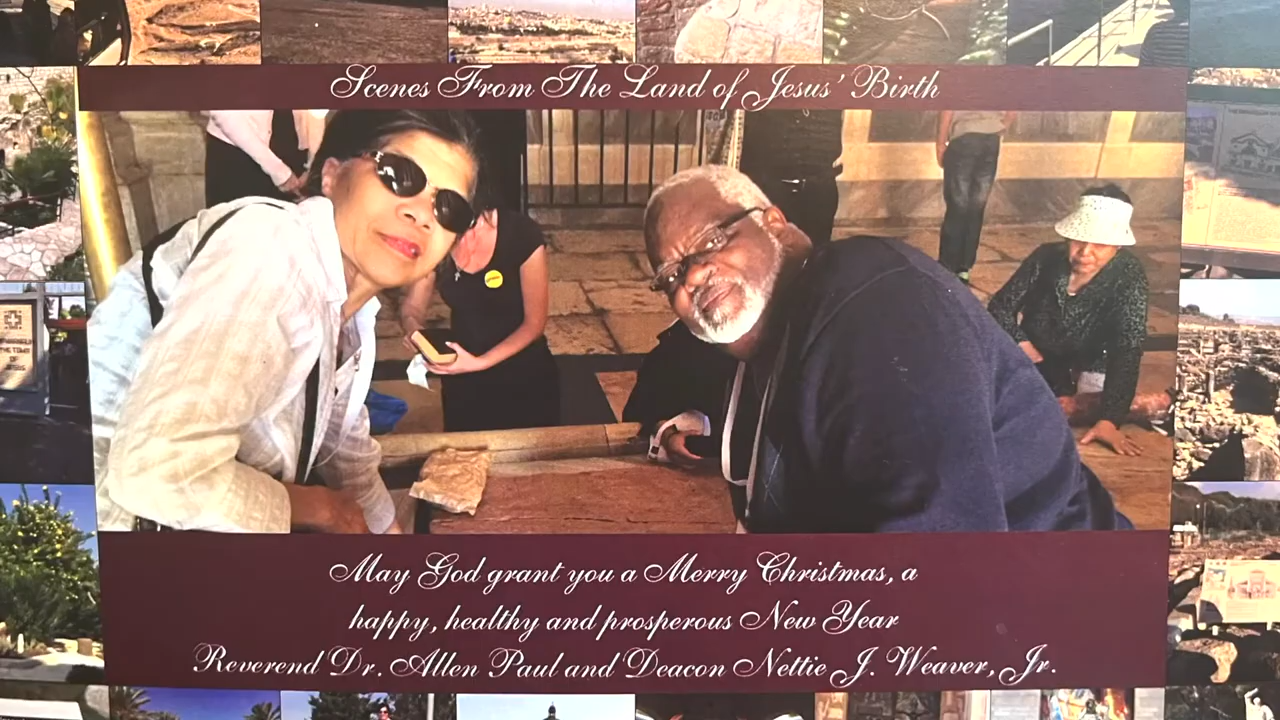 Scenes From The Land of Jesus' Birth
May God grant you a Merry Christmas, a
happy, healthy and prosperous New Year
Reverend Dr. Allen Paul and Deacon Nettie J. Weaver, Jr.